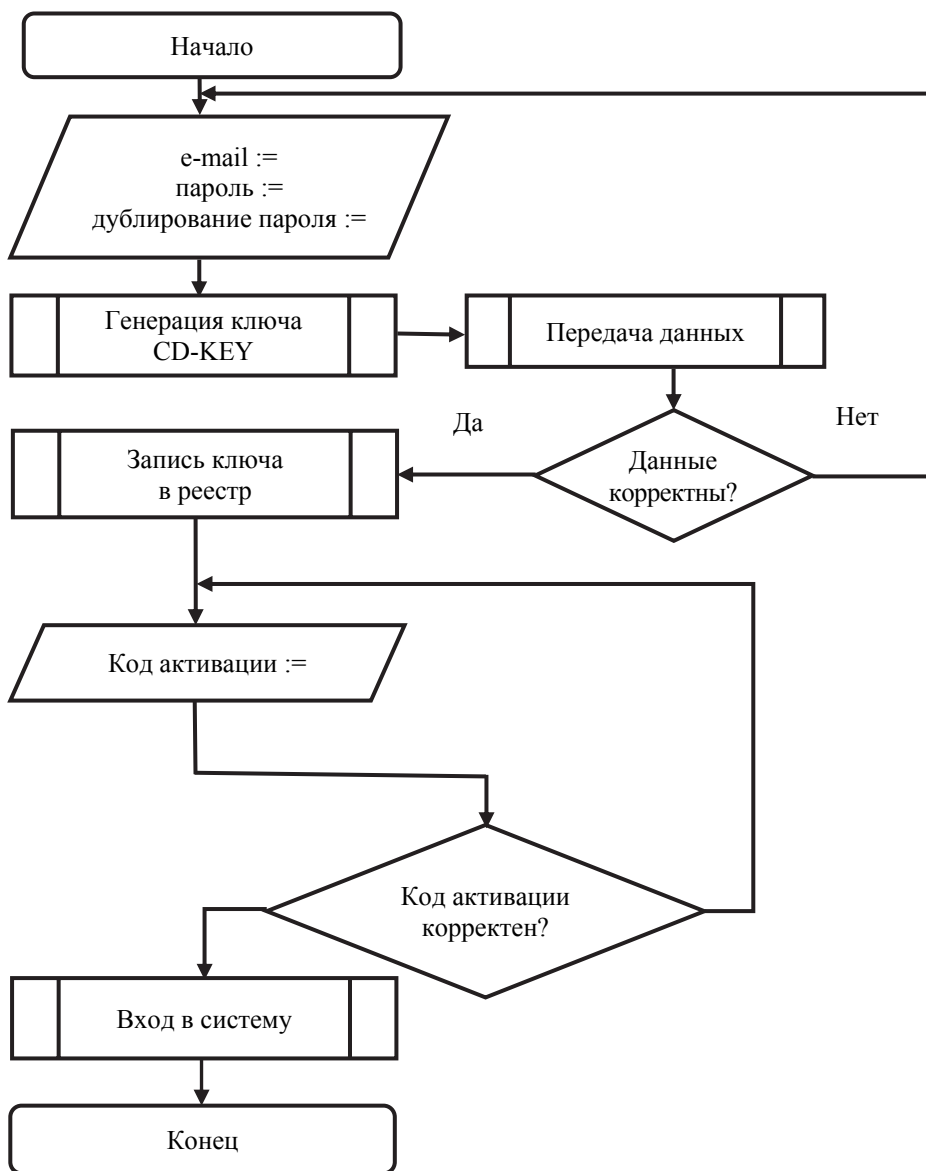 Начало
e-mail :=
пароль :=
дублирование пароля :=
Генерация ключа
CD-KEY
Передача данных
Да
Нет
Запись ключа
в реестр
Данные
корректны?
Код активации :=
Код активации
корректен?
Вход в систему
Конец